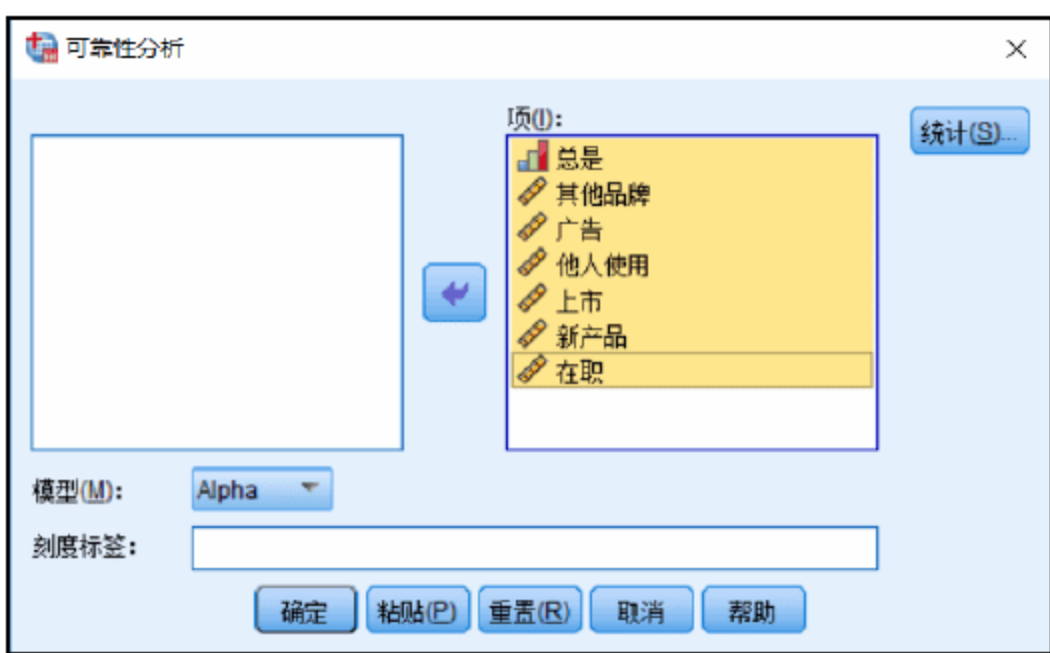 可靠性分析
项(I):
统计(S)...
总是
其他品牌
广告
他人使用
上市
新产品
在职
模型(M): Alpha
刻度标签:
确定 粘贴(P) 重置(R) 取消 帮助